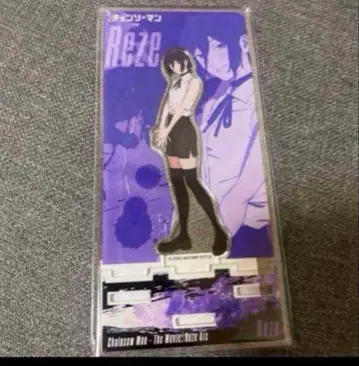 チェンソーマン
Reze
Chainsaw Man - The Movie: Reze Arc
Reze